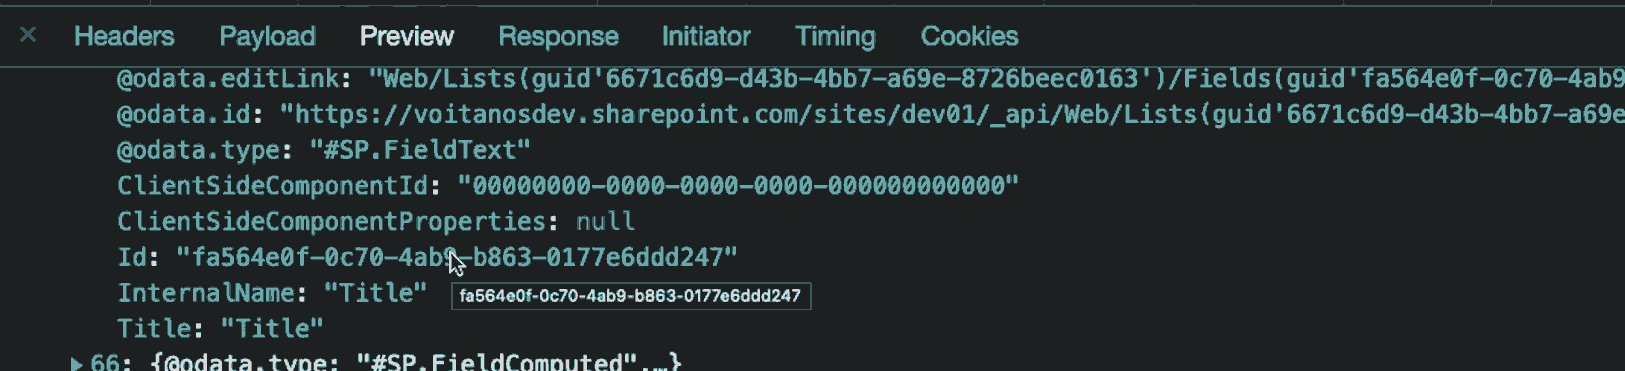 × Headers Payload Preview Response Initiator Timing Cookies
@odata.editLink: "Web/Lists(guid'6671c6d9-d43b-4bb7-a69e-8726beec0163')/Fields(guid'fa564e0f-0c70-4ab9
@odata.id: "https://voitanosdev.sharepoint.com/sites/dev01/_api/Web/Lists(guid'6671c6d9-d43b-4bb7-a69e
@odata.type: "#SP.FieldText"
ClientSideComponentId: "00000000-0000-0000-0000-000000000000"
ClientSideComponentProperties: null
Id: "fa564e0f-0c70-4ab9-b863-0177e6ddd247"
InternalName: "Title"
fa564e0f-0c70-4ab9-b863-0177e6ddd247
Title: "Title"
▶ 66: {@odata.type: "#SP.FieldComputed",…}